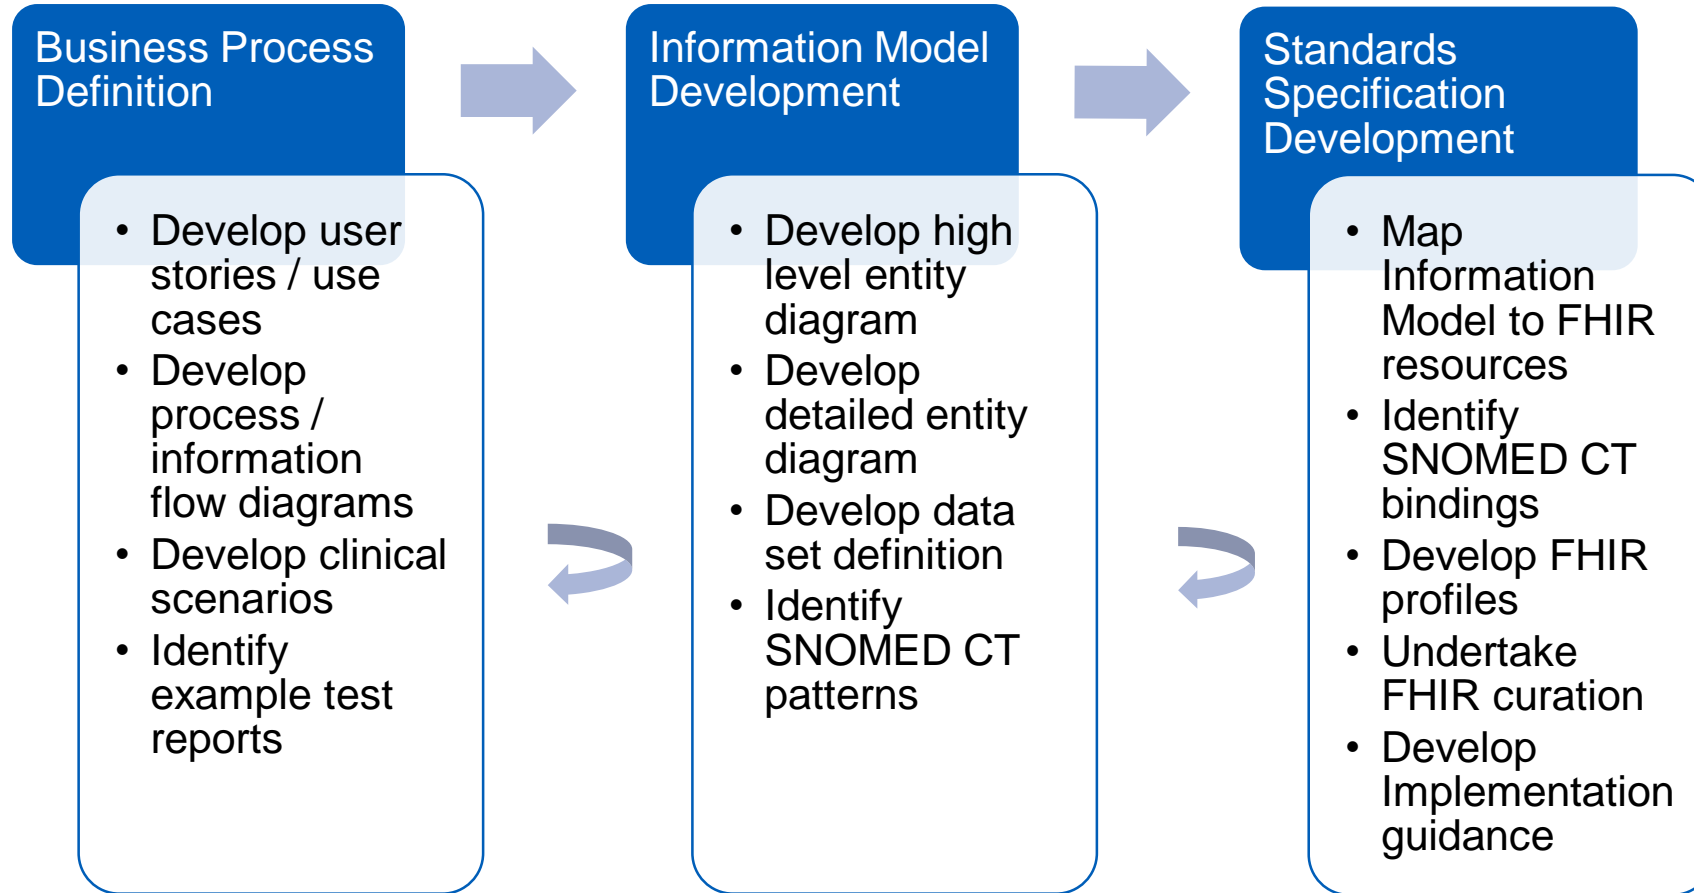 Business Process
Definition
• Develop user
stories / use
cases
• Develop
process /
information
flow diagrams
• Develop clinical
scenarios
• Identify
example test
reports
Information Model
Development
• Develop high
level entity
diagram
• Develop
detailed entity
diagram
• Develop data
set definition
• Identify
SNOMED CT
patterns
Standards
Specification
Development
• Map
Information
Model to FHIR
resources
• Identify
SNOMED CT
bindings
• Develop FHIR
profiles
• Undertake
FHIR curation
• Develop
Implementation
guidance